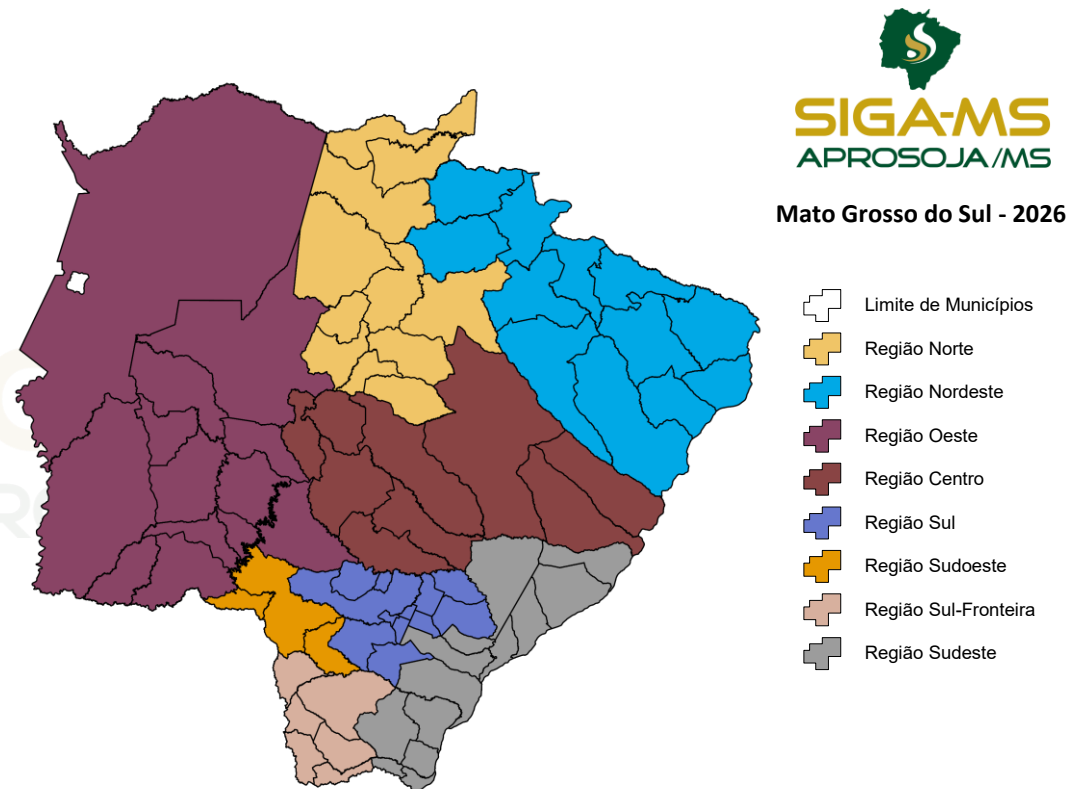 SIGA-MS
APROSOJA/MS
Mato Grosso do Sul - 2026
Limite de Municípios
Região Norte
Região Nordeste
Região Oeste
Região Centro
Região Sul
Região Sudoeste
Região Sul-Fronteira
Região Sudeste